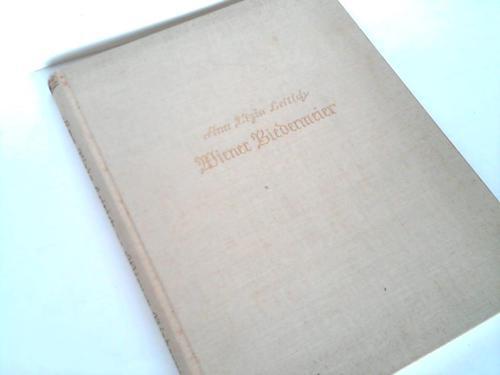 Ann Tizia Leitich
Wiener Biedermeier